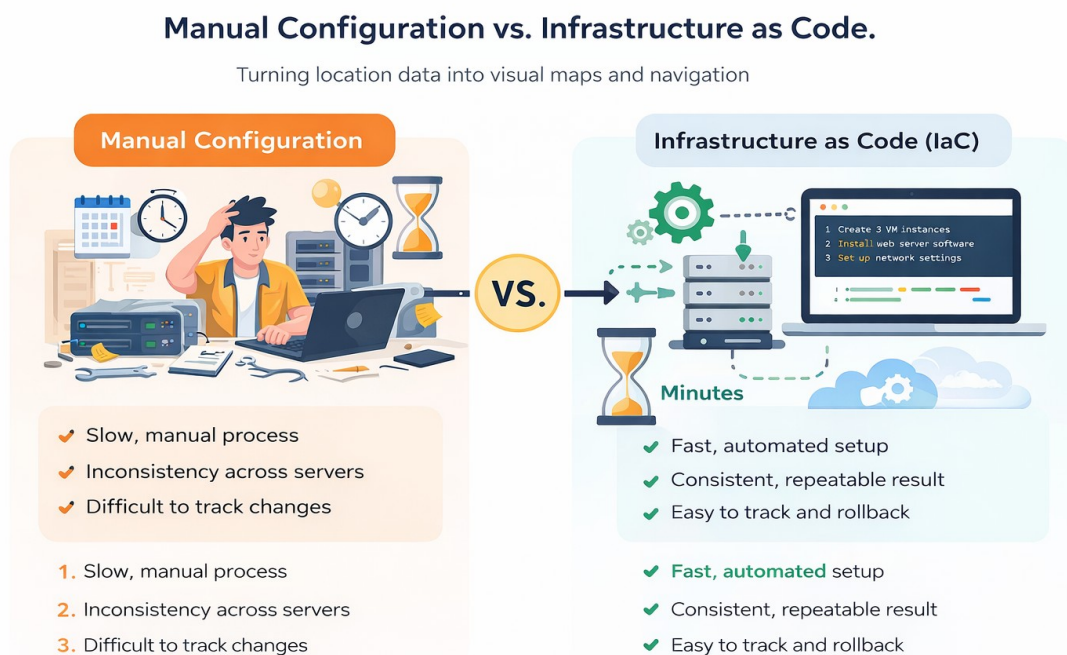 Manual Configuration vs. Infrastructure as Code.
Turning location data into visual maps and navigation
Manual Configuration
Slow, manual process
Inconsistency across servers
Difficult to track changes
1. Slow, manual process
2. Inconsistency across servers
3. Difficult to track changes
VS.
Infrastructure as Code (IaC)
1 Create 3 VM instances
2 Install web server software
3 Set up network settings
Minutes
Fast, automated setup
Consistent, repeatable result
Easy to track and rollback
Fast, automated setup
Consistent, repeatable result
Easy to track and rollback